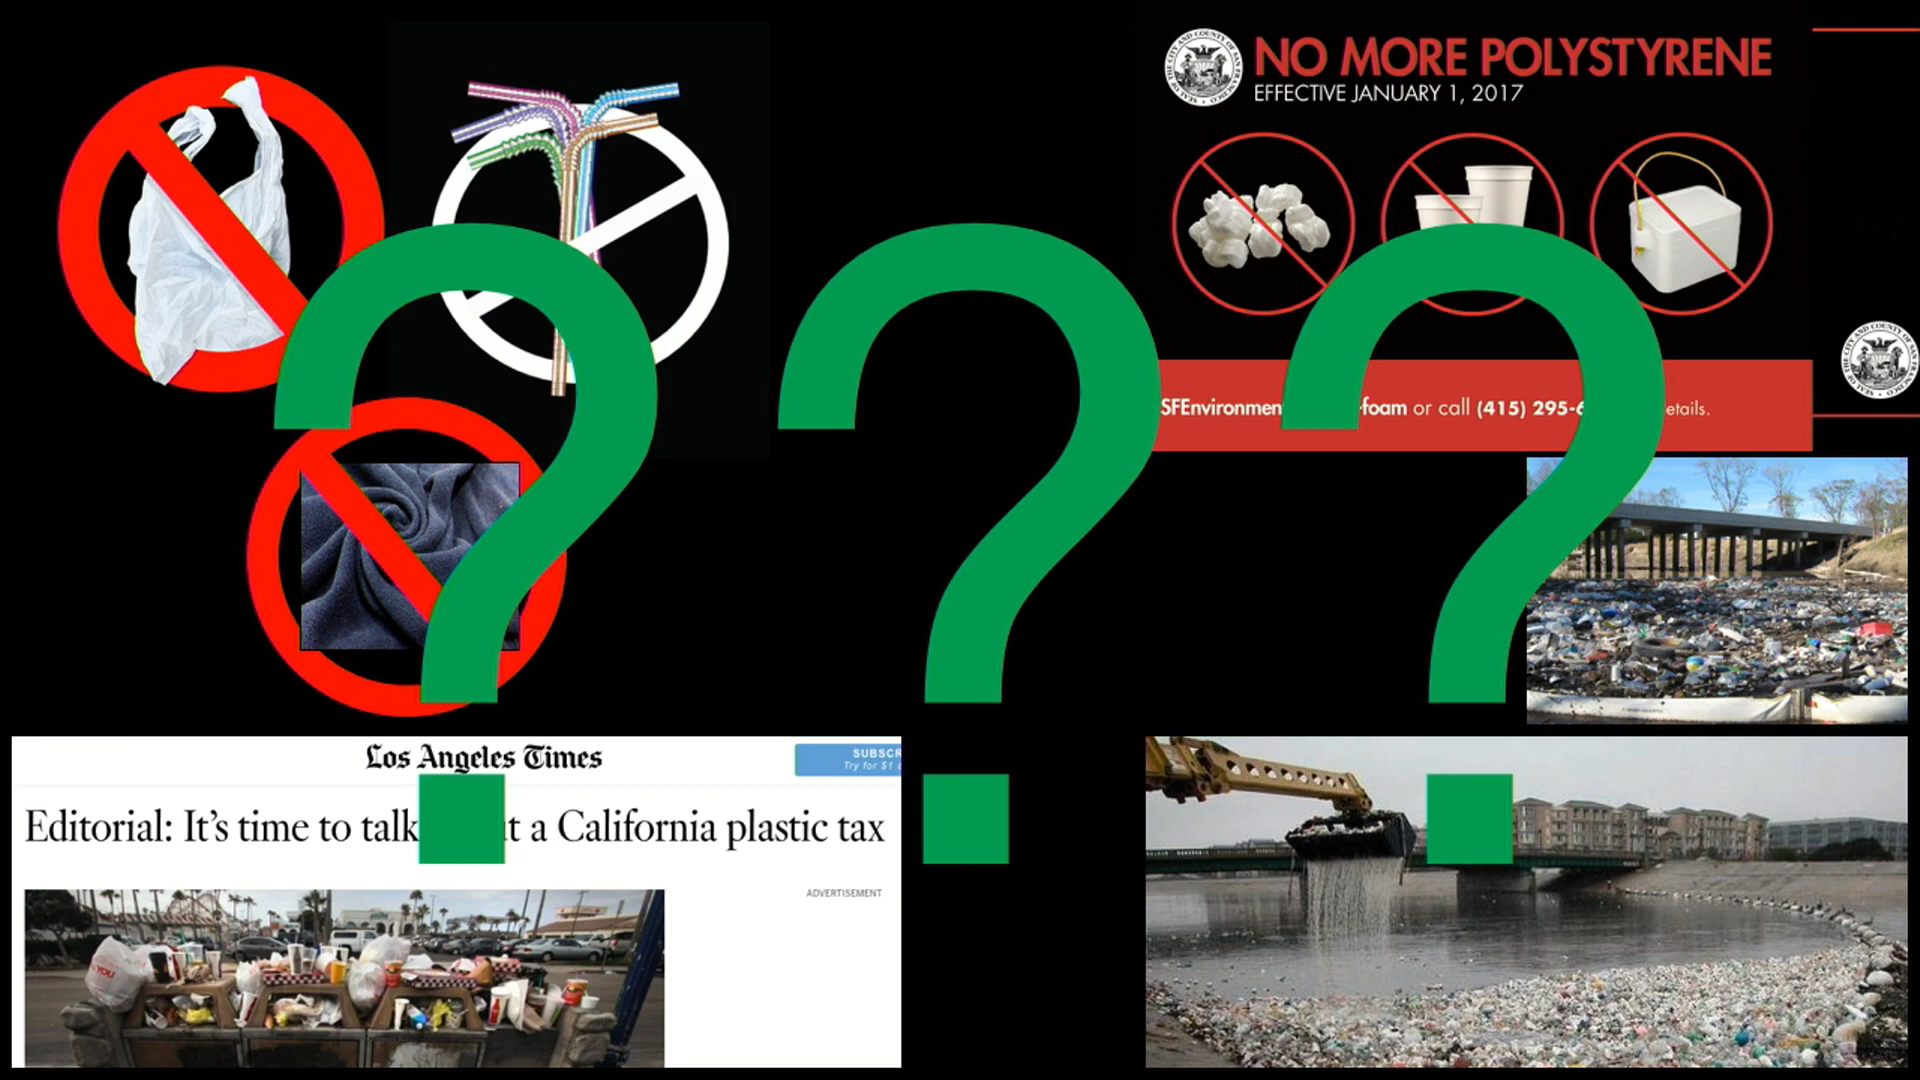 NO MORE POLYSTYRENE
EFFECTIVE JANUARY 1, 2017
SFEnvironmen foam or call (415) 295- etails.
Los Angeles Times
SUBSCR
Try for $1
Editorial: It's time to talk t a California plastic tax
ADVERTISEMENT
YOU
? ? ?